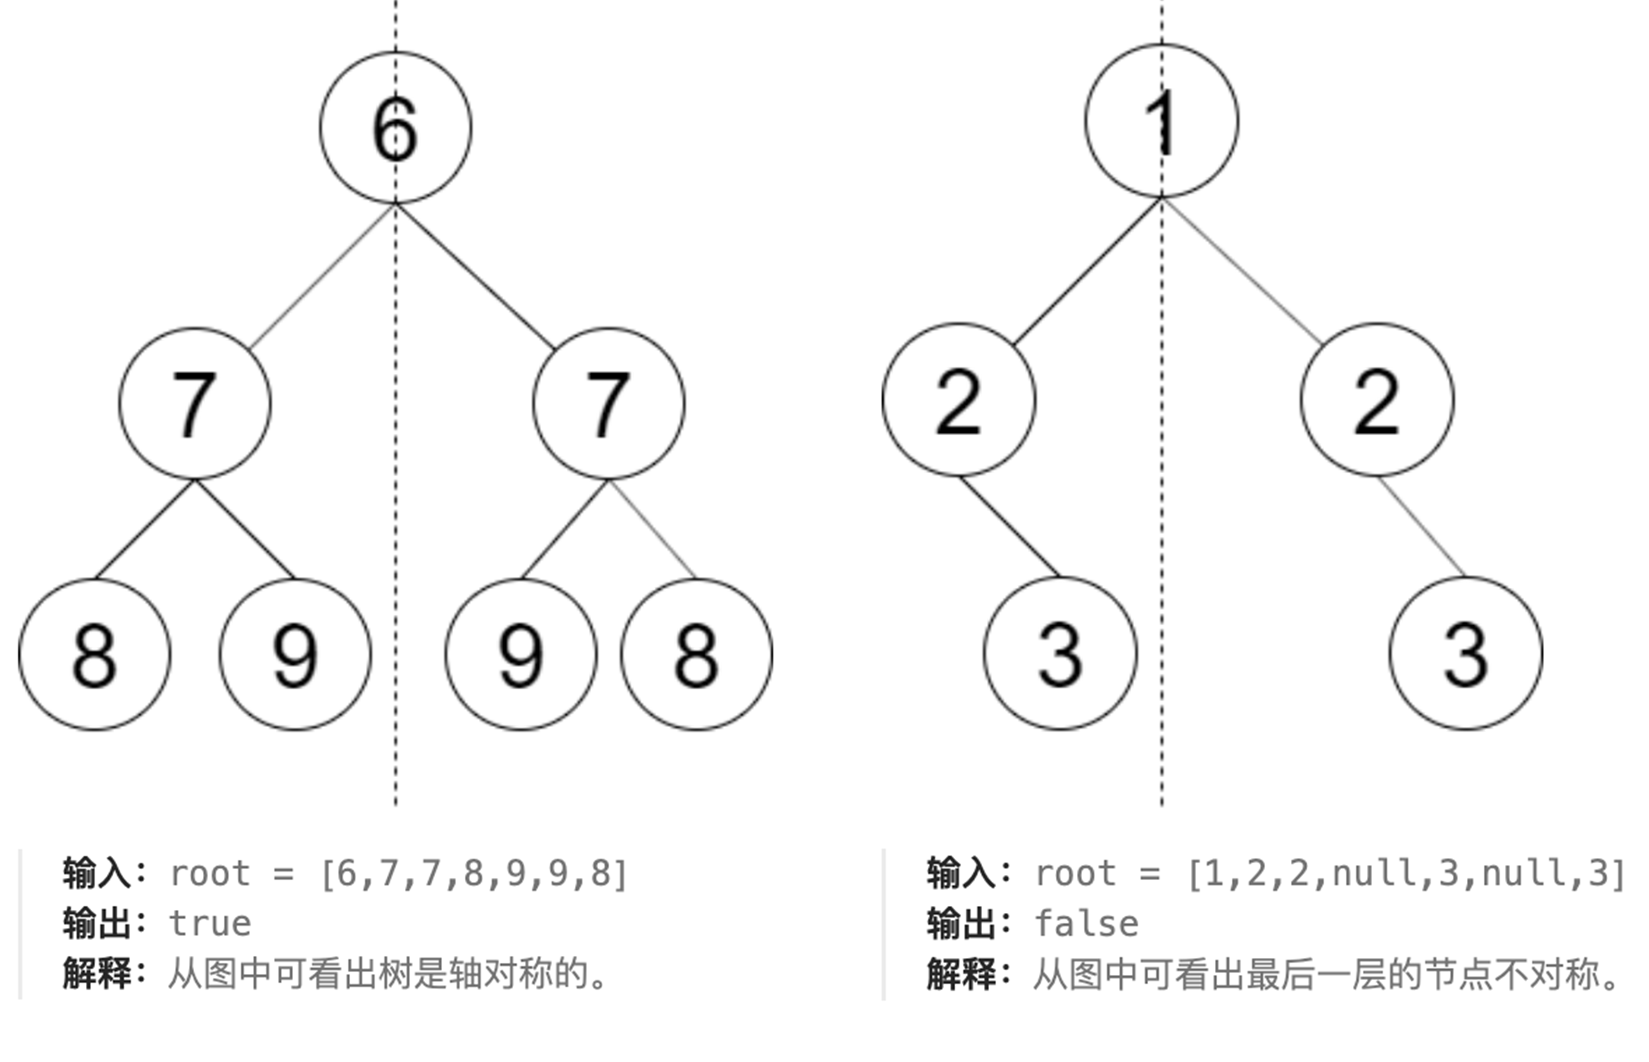 6
1
7
7
2
2
8
9
9
8
3
3
输入：root = [6,7,7,8,9,9,8]
输出：true
解释：从图中可看出树是轴对称的。
输入：root = [1,2,2,null,3,null,3]
输出：false
解释：从图中可看出最后一层的节点不对称。